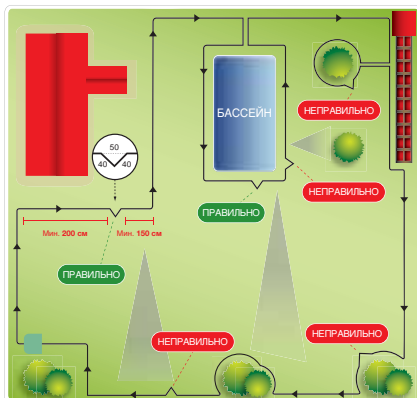 НЕПРАВИЛЬНО
БАССЕЙН
50
40 40
НЕПРАВИЛЬНО
ПРАВИЛЬНО
Мин. 200 см
Мин. 150 см
ПРАВИЛЬНО
НЕПРАВИЛЬНО
НЕПРАВИЛЬНО